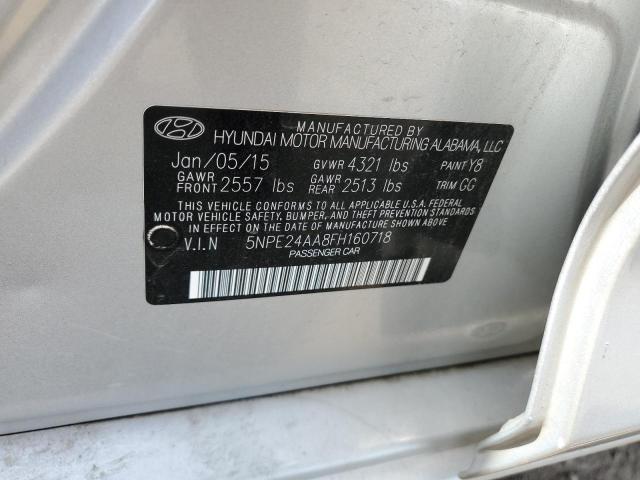 MANUFACTURED BY
HYUNDAI MOTOR MANUFACTURING ALABAMA, LLC
Jan/05/15 GVWR 4321 lbs PAINT Y8
GAWR FRONT 2557 lbs GAWR REAR 2513 lbs TRIM GG
THIS VEHICLE CONFORMS TO ALL APPLICABLE U.S.A. FEDERAL
MOTOR VEHICLE SAFETY, BUMPER, AND THEFT PREVENTION STANDARDS
IN EFFECT ON THE DATE OF MANUFACTURE SHOWN ABOVE
V.I.N 5NPE24AA8FH160718
PASSENGER CAR